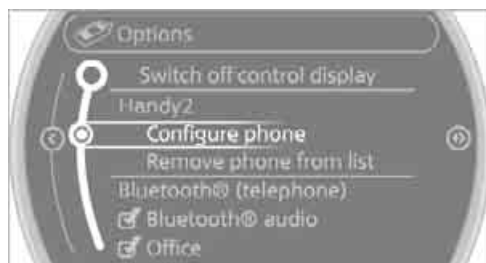 Options
Switch off control display
Handy2
Configure phone
Remove phone from list
Bluetooth® (telephone)
Bluetooth® audio
Office